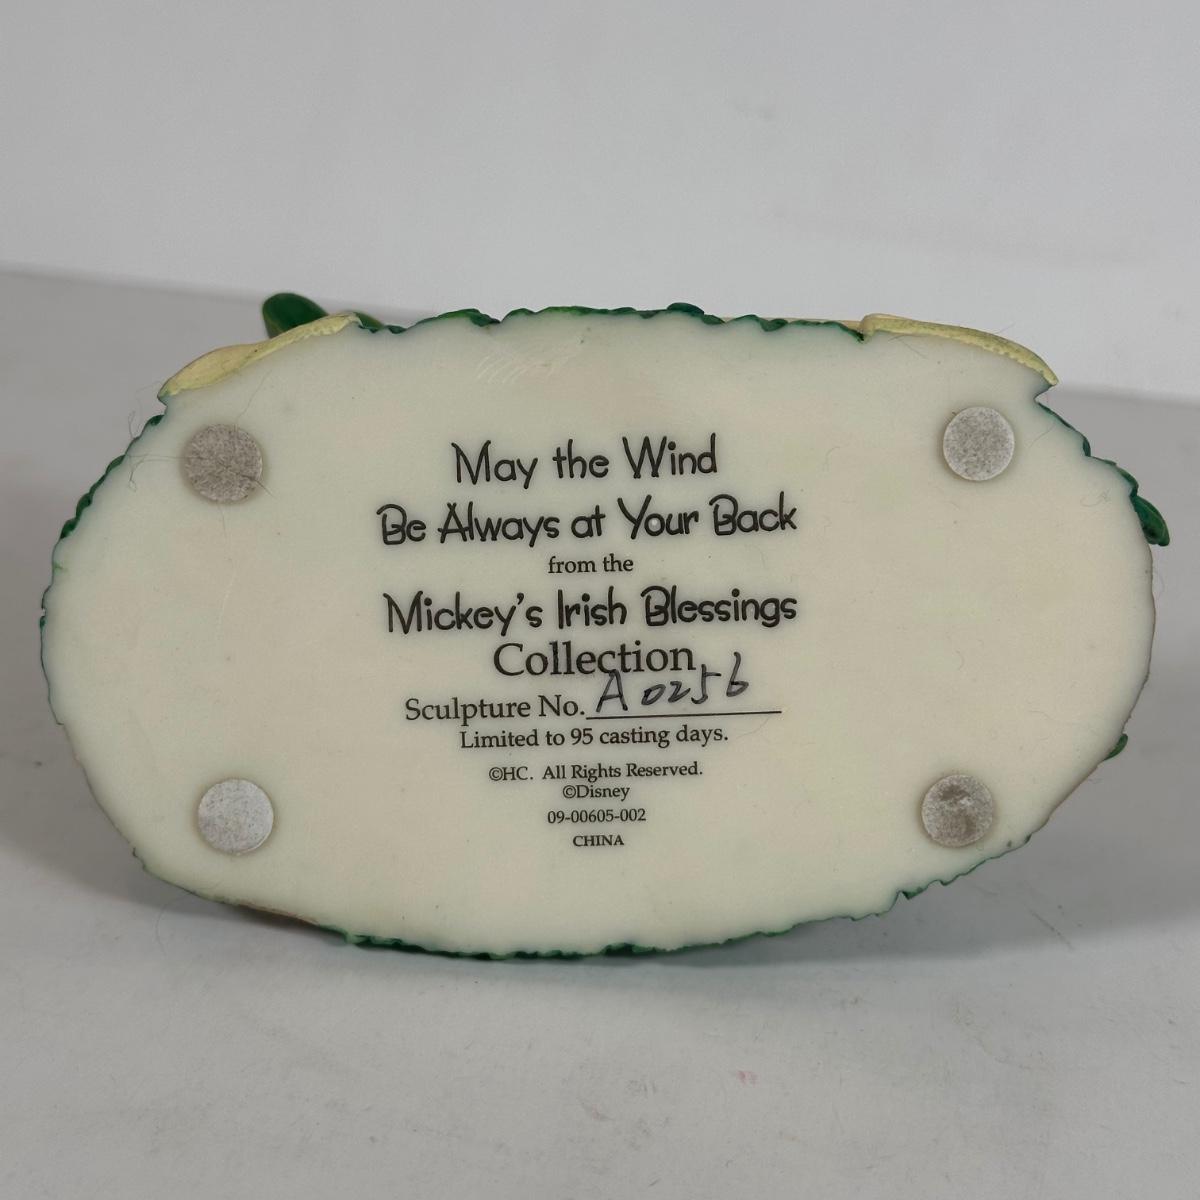 May the Wind
Be Always at Your Back
from the
Mickey's Irish Blessings
Collection
Sculpture No. A0256
Limited to 95 casting days.
©HC. All Rights Reserved.
©Disney
09-00605-002
CHINA